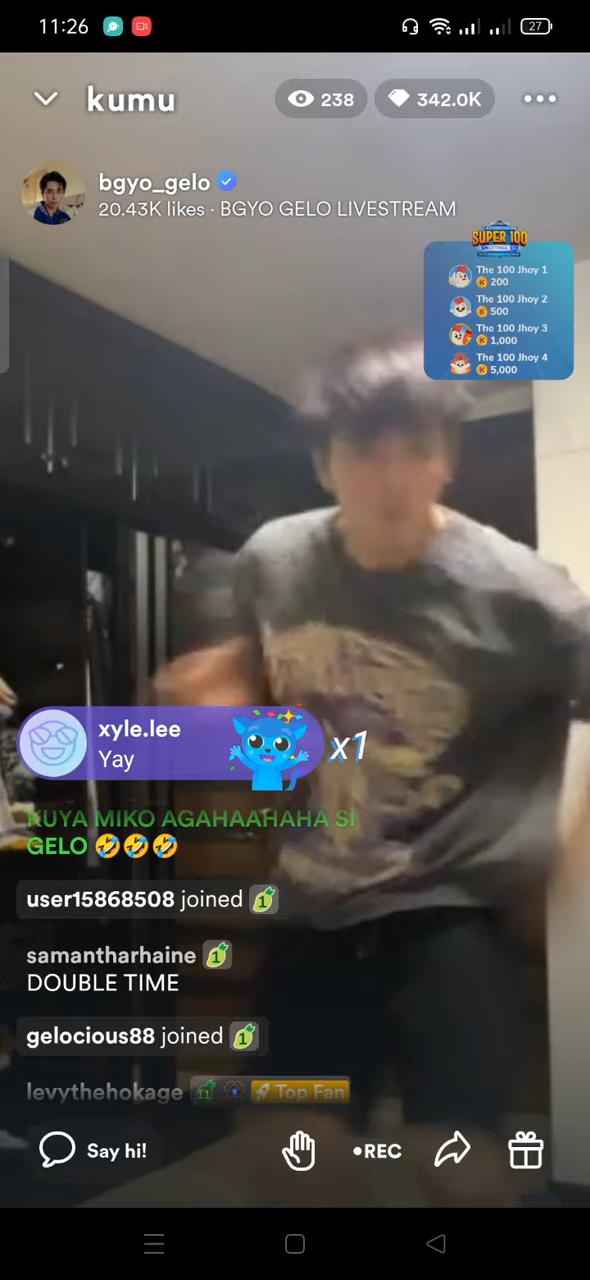 11:26
27
kumu
238
342.0K
bgyo_gelo
20.43K likes · BGYO GELO LIVESTREAM
SUPER 100
The 100 Jhoy 1
200
The 100 Jhoy 2
500
The 100 Jhoy 3
1,000
The 100 Jhoy 4
5,000
xyle.lee
Yay
x1
KUYA MIKO AGAHAAHAHA SI
GELO 🤣🤣🤣
user15868508 joined 1
samantharhaine 1
DOUBLE TIME
gelocious88 joined 1
levythehokage 11 Top Fan
Say hi!
•REC